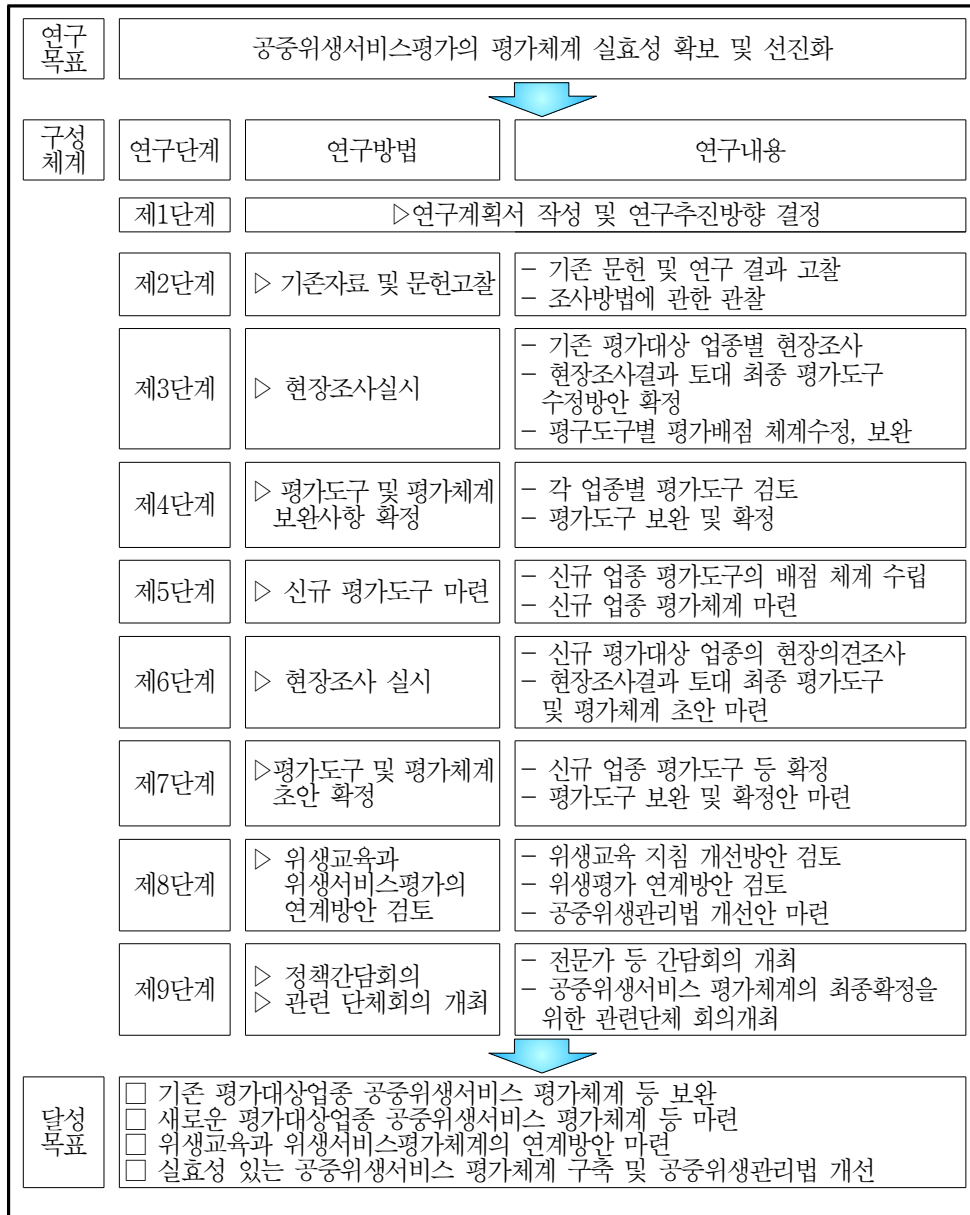 연구
목표
공중위생서비스평가의 평가체계 실효성 확보 및 선진화
구성
체계
연구단계
연구방법
연구내용
제1단계
▷연구계획서 작성 및 연구추진방향 결정
제2단계
▷ 기존자료 및 문헌고찰
- 기존 문헌 및 연구 결과 고찰
- 조사방법에 관한 관찰
제3단계
▷ 현장조사실시
- 기존 평가대상 업종별 현장조사
- 현장조사결과 토대 최종 평가도구
수정방안 확정
- 평구도구별 평가배점 체계수정, 보완
제4단계
▷ 평가도구 및 평가체계
보완사항 확정
- 각 업종별 평가도구 검토
- 평가도구 보완 및 확정
제5단계
▷ 신규 평가도구 마련
- 신규 업종 평가도구의 배점 체계 수립
- 신규 업종 평가체계 마련
제6단계
▷ 현장조사 실시
- 신규 평가대상 업종의 현장의견조사
- 현장조사결과 토대 최종 평가도구
및 평가체계 초안 마련
제7단계
▷평가도구 및 평가체계
초안 확정
- 신규 업종 평가도구 등 확정
- 평가도구 보완 및 확정안 마련
제8단계
▷ 위생교육과
위생서비스평가의
연계방안 검토
- 위생교육 지침 개선방안 검토
- 위생평가 연계방안 검토
- 공중위생관리법 개선안 마련
제9단계
▷ 정책간담회의
▷ 관련 단체회의 개최
- 전문가 등 간담회의 개최
- 공중위생서비스 평가체계의 최종확정을
위한 관련단체 회의개최
달성
목표
□ 기존 평가대상업종 공중위생서비스 평가체계 등 보완
□ 새로운 평가대상업종 공중위생서비스 평가체계 등 마련
□ 위생교육과 위생서비스평가체계의 연계방안 마련
□ 실효성 있는 공중위생서비스 평가체계 구축 및 공중위생관리법 개선